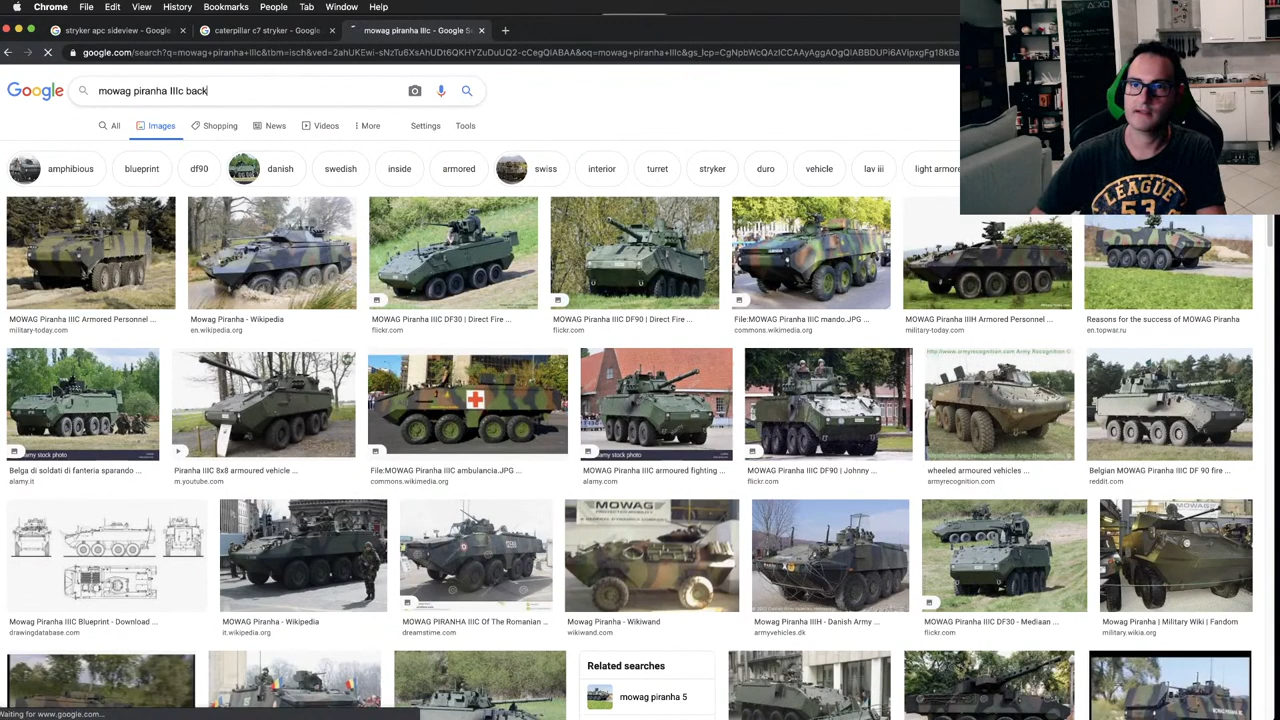 Chrome File Edit View History Bookmarks People Tab Window Help
stryker apc sideview - Google
caterpillar c7 stryker - Google
mowag piranha IIIc - Google S
LEAGUE
53
Google
mowag piranha IIIc back
All Images Shopping News Videos More Settings Tools
amphibious blueprint df90 danish swedish inside armored swiss interior turret stryker duro vehicle lav iii light armore
MOWAG Piranha IIIC Armored Personnel ...
military-today.com
Mowag Piranha - Wikipedia
en.wikipedia.org
MOWAG Piranha IIIC DF30 | Direct Fire ...
flickr.com
MOWAG Piranha IIIC DF90 | Direct Fire ...
flickr.com
File:MOWAG Piranha IIIC mando.JPG ...
commons.wikimedia.org
MOWAG Piranha IIIH Armored Personnel ...
military-today.com
Reasons for the success of MOWAG Piranha
en.topwar.ru
alamy stock photo
Belga di soldati di fanteria sparando ...
alamy.it
Piranha IIIC 8x8 armoured vehicle ...
m.youtube.com
File:MOWAG Piranha IIIC ambulancia.JPG ...
commons.wikimedia.org
alamy stock photo
MOWAG Piranha IIIC armoured fighting ...
alamy.com
MOWAG Piranha IIIC DF90 | Johnny ...
flickr.com
wheeled armoured vehicles ...
armyrecognition.com
Belgian MOWAG Piranha IIIC DF 90 fire ...
reddit.com
Mowag Piranha IIIC Blueprint - Download ...
drawingdatabase.com
MOWAG Piranha - Wikipedia
it.wikipedia.org
MOWAG PIRANHA IIIC Of The Romanian ...
dreamstime.com
MOWAG
Mowag Piranha - Wikiwand
wikiwand.com
MOWAG Piranha IIIH - Danish Army ...
armyvehicles.dk
MOWAG Piranha IIIC DF30 - Mediaan ...
flickr.com
MOWAG
Mowag Piranha | Military Wiki | Fandom
military.wikia.org
Related searches
mowag piranha 5
Waiting for www.google.com...